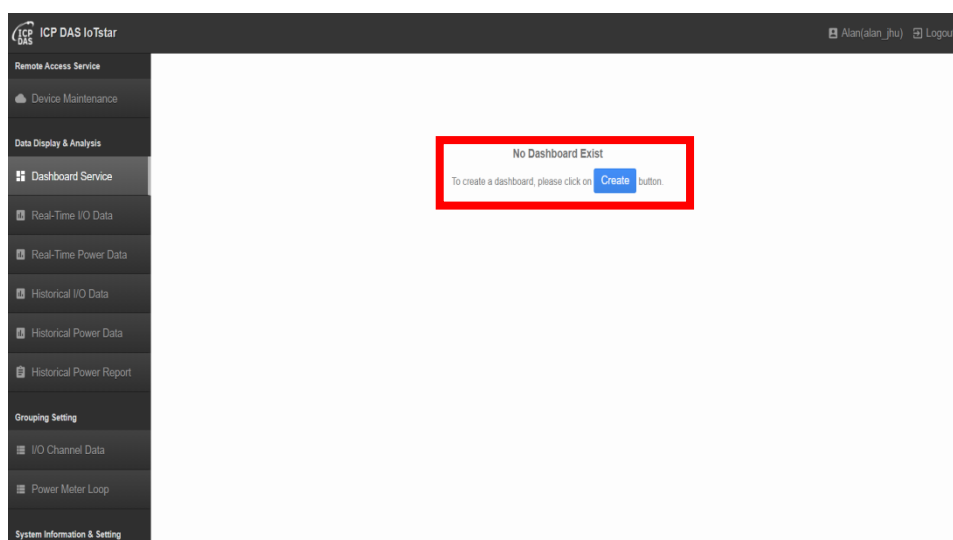 ICP DAS
ICP DAS IoTstar
Alan(alan_jhu)
Logout
Remote Access Service
Device Maintenance
Data Display & Analysis
Dashboard Service
Real-Time I/O Data
Real-Time Power Data
Historical I/O Data
Historical Power Data
Historical Power Report
Grouping Setting
I/O Channel Data
Power Meter Loop
System Information & Setting
No Dashboard Exist
To create a dashboard, please click on Create button.